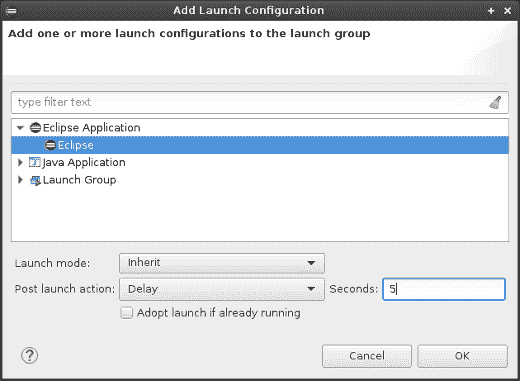 Add Launch Configuration
Add one or more launch configurations to the launch group
type filter text
Eclipse Application
Eclipse
Java Application
Launch Group
Launch mode: Inherit
Post launch action: Delay Seconds: 5
Adopt launch if already running
Cancel OK